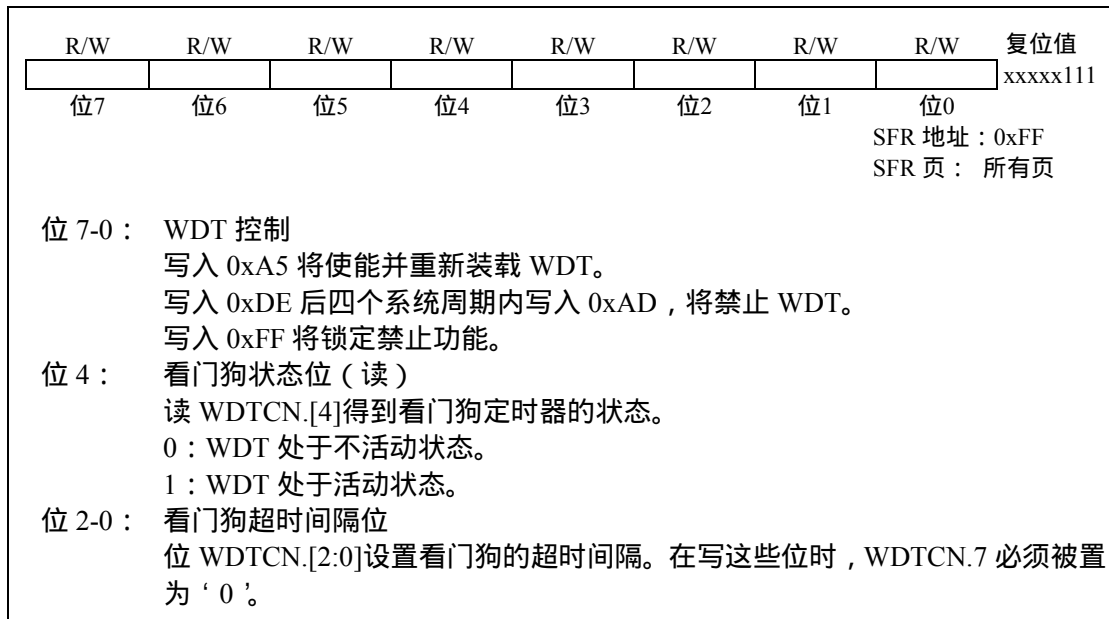 R/W R/W R/W R/W R/W R/W R/W R/W 复位值
xxxxx111
位7 位6 位5 位4 位3 位2 位1 位0
SFR 地址：0xFF
SFR 页： 所有页
位 7-0： WDT 控制
写入 0xA5 将使能并重新装载 WDT。
写入 0xDE 后四个系统周期内写入 0xAD，将禁止 WDT。
写入 0xFF 将锁定禁止功能。
位 4： 看门狗状态位（读）
读 WDTCN.[4]得到看门狗定时器的状态。
0：WDT 处于不活动状态。
1：WDT 处于活动状态。
位 2-0： 看门狗超时间隔位
位 WDTCN.[2:0]设置看门狗的超时间隔。在写这些位时，WDTCN.7 必须被置
为‘0’。